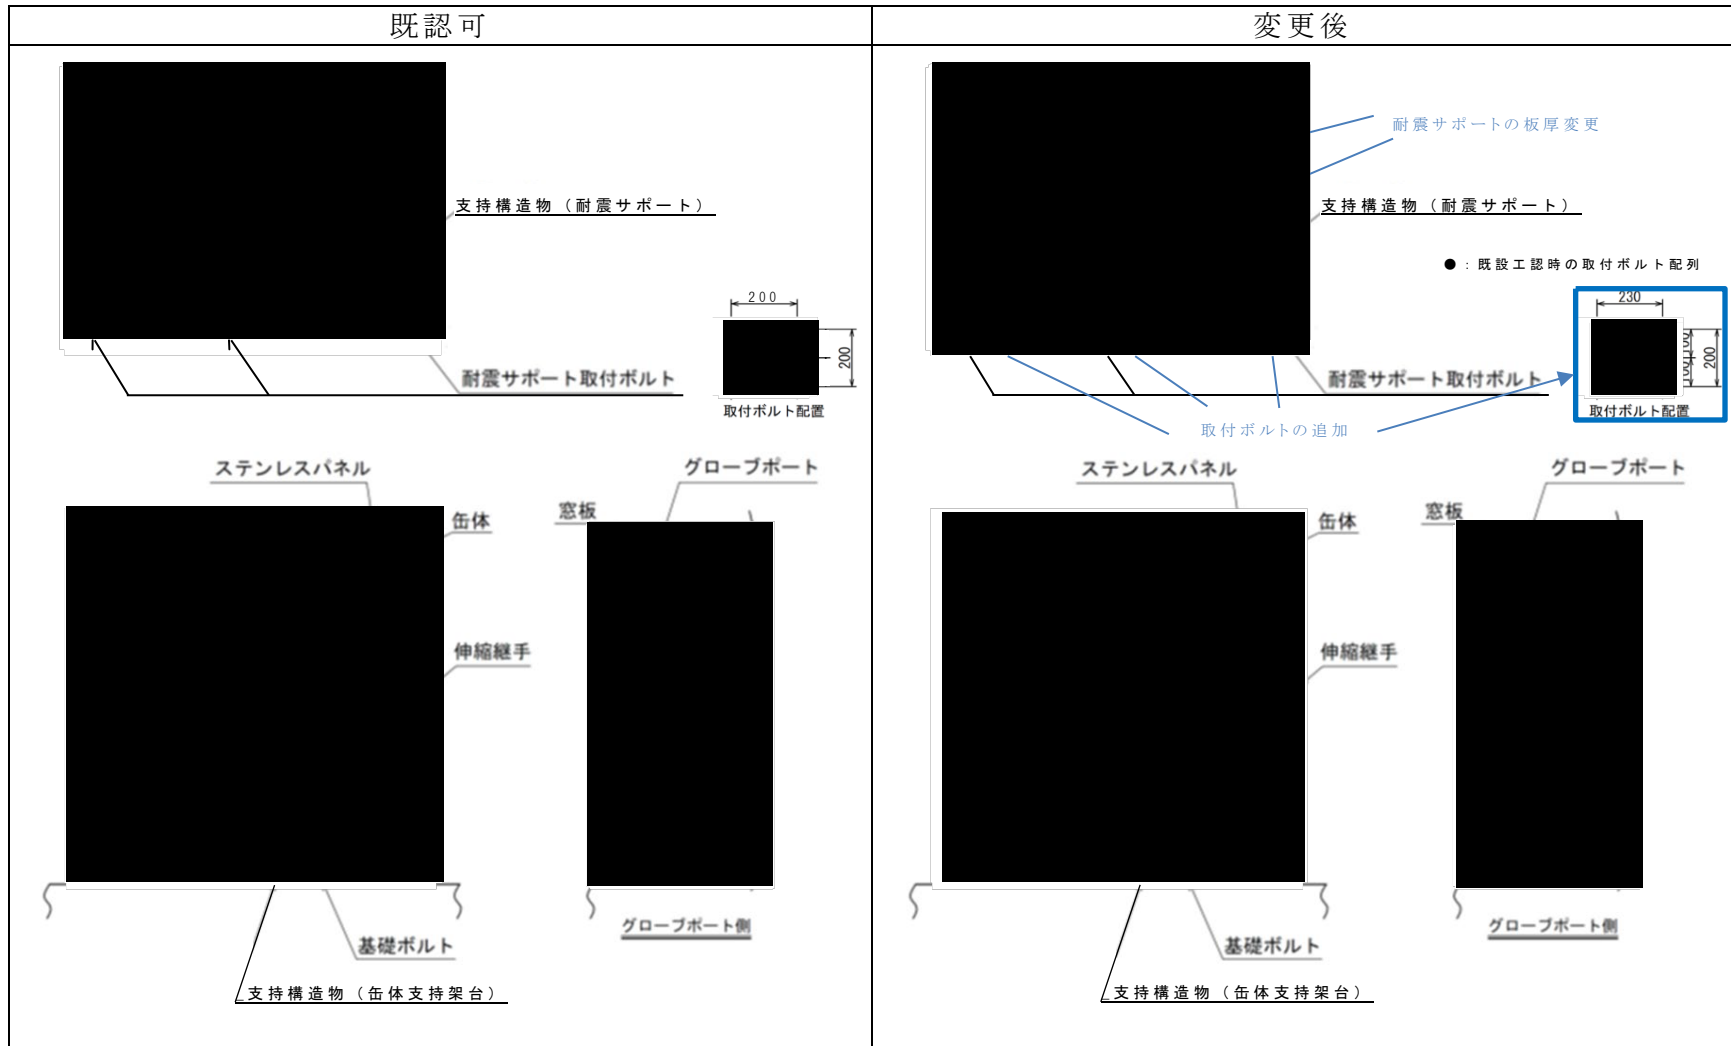 既認可
変更後
支持構造物（耐震サポート）
200
200
耐震サポート取付ボルト
取付ボルト配置
ステンレスパネル
グローブポート
缶体
窓板
伸縮継手
基礎ボルト
グローブポート側
支持構造物（缶体支持架台）
耐震サポートの板厚変更
支持構造物（耐震サポート）
●：既設工認時の取付ボルト配列
230
200
耐震サポート取付ボルト
取付ボルト配置
取付ボルトの追加
ステンレスパネル
グローブポート
缶体
窓板
伸縮継手
基礎ボルト
グローブポート側
支持構造物（缶体支持架台）